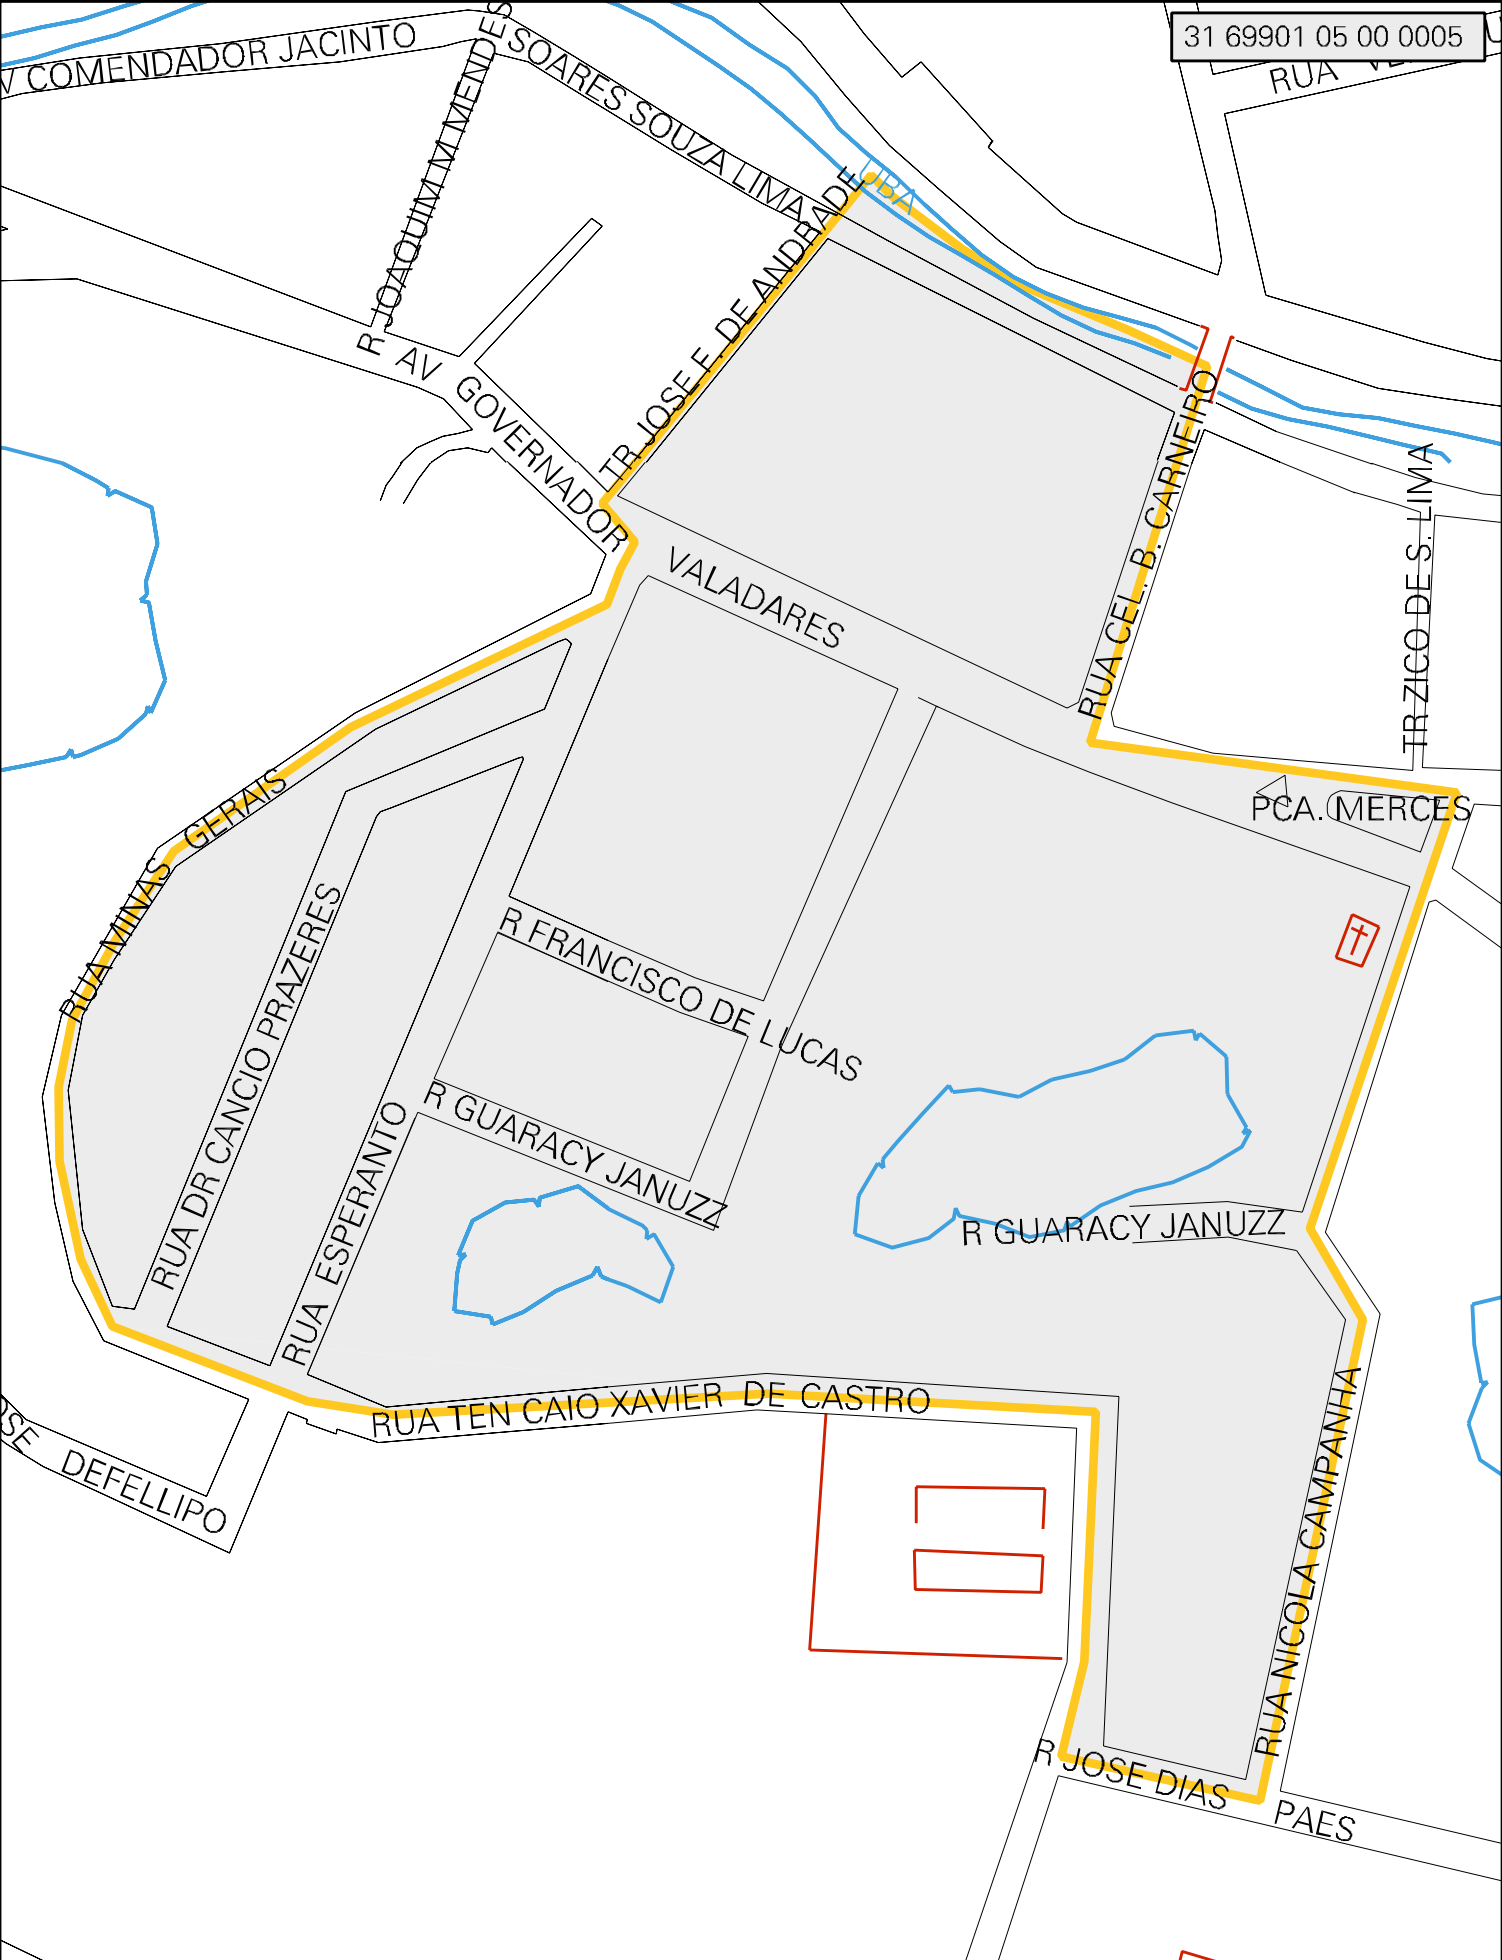 31 69901 05 00 0005
AV COMENDADOR JACINTO
SOARES SOUZA LIMA
R JOAQUIM M MENDES
RUA
UBA
TR JOSE F. DE ANDRADE
AV GOVERNADOR
VALADARES
RUA CEL. B. CARNEIRO
TR ZICO DE S. LIMA
PCA. MERCES
RUA MINAS GERAIS
RUA DR CANCIO PRAZERES
R FRANCISCO DE LUCAS
R GUARACY JANUZZ
RUA ESPERANTO
R GUARACY JANUZZ
RUA TEN CAIO XAVIER DE CASTRO
DEFELLIPO
RUA NICOLA CAMPANHA
R JOSE DIAS PAES